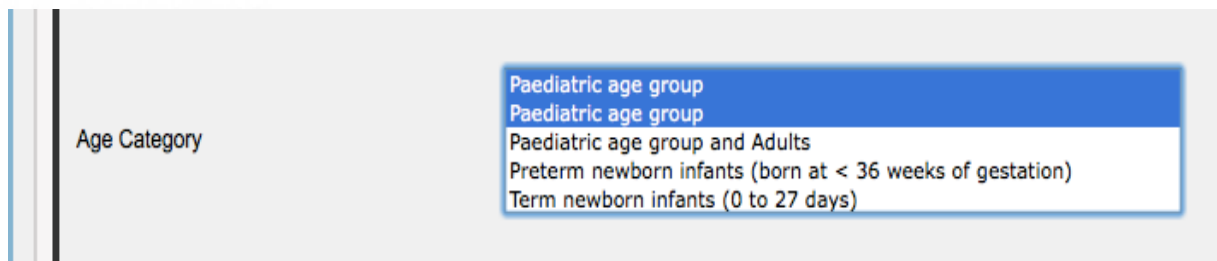 Age Category
Paediatric age group
Paediatric age group
Paediatric age group and Adults
Preterm newborn infants (born at < 36 weeks of gestation)
Term newborn infants (0 to 27 days)